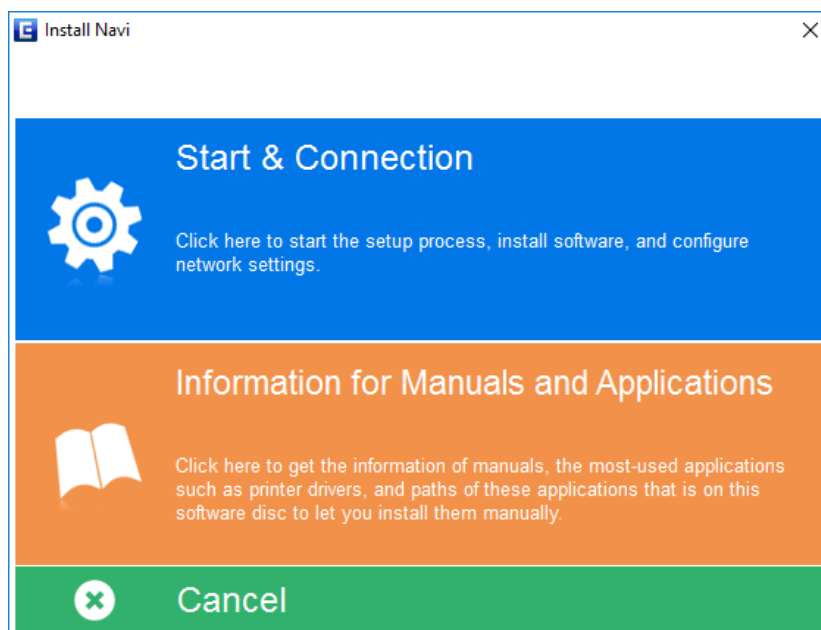 Install Navi
Start & Connection
Click here to start the setup process, install software, and configure
network settings.
Information for Manuals and Applications
Click here to get the information of manuals, the most-used applications
such as printer drivers, and paths of these applications that is on this
software disc to let you install them manually.
Cancel